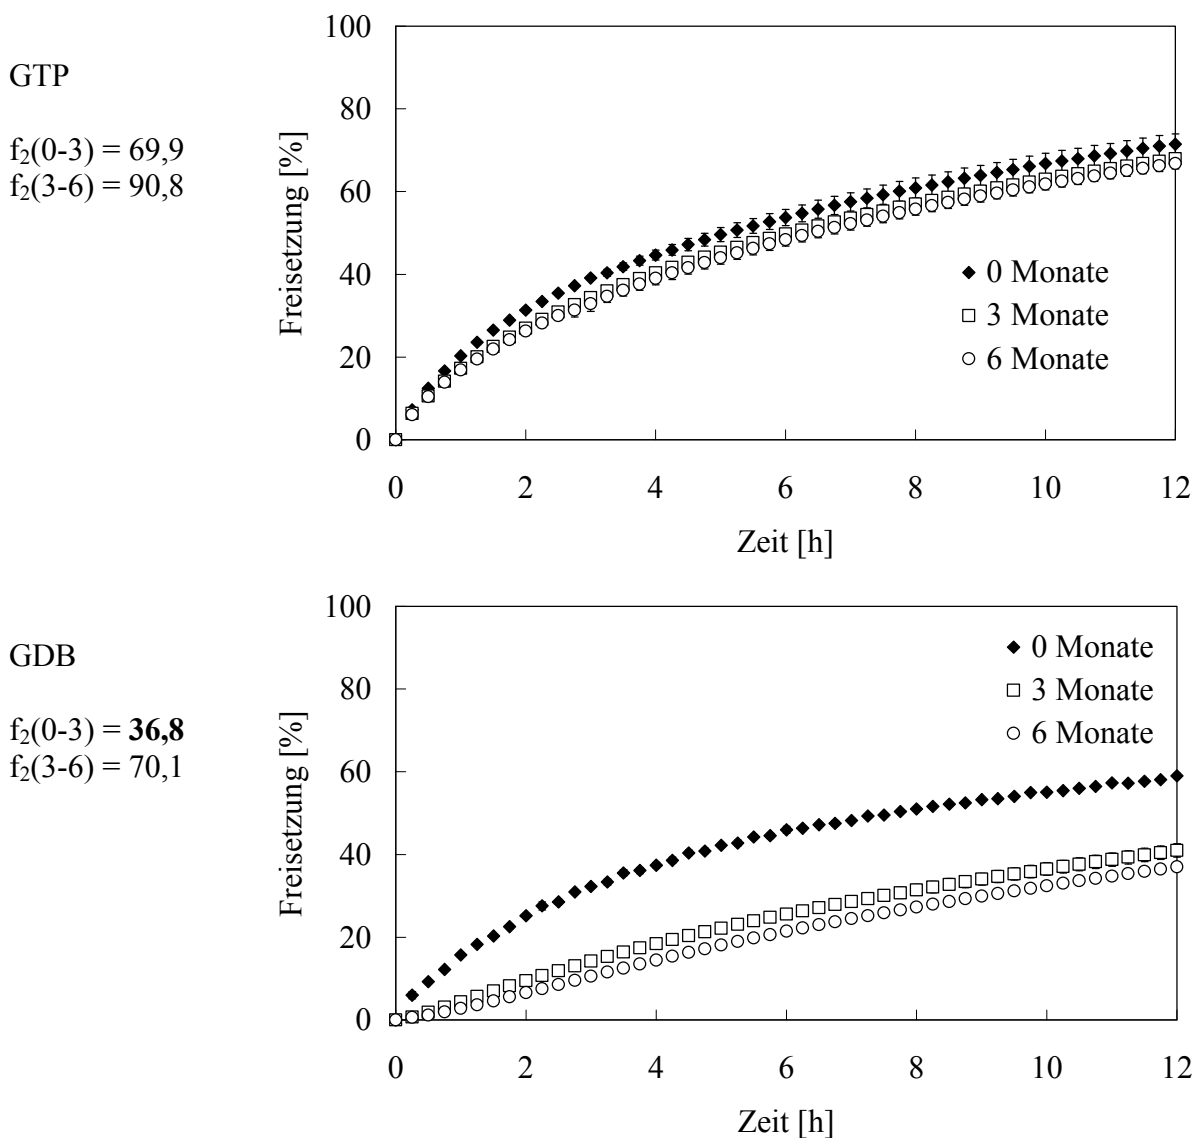 GTP
f₂(0-3) = 69,9
f₂(3-6) = 90,8
100
80
60
40
20
0
Freisetzung [%]
0 Monate
3 Monate
6 Monate
0 2 4 6 8 10 12
Zeit [h]
GDB
f₂(0-3) = 36,8
f₂(3-6) = 70,1
100
80
60
40
20
0
Freisetzung [%]
0 Monate
3 Monate
6 Monate
0 2 4 6 8 10 12
Zeit [h]